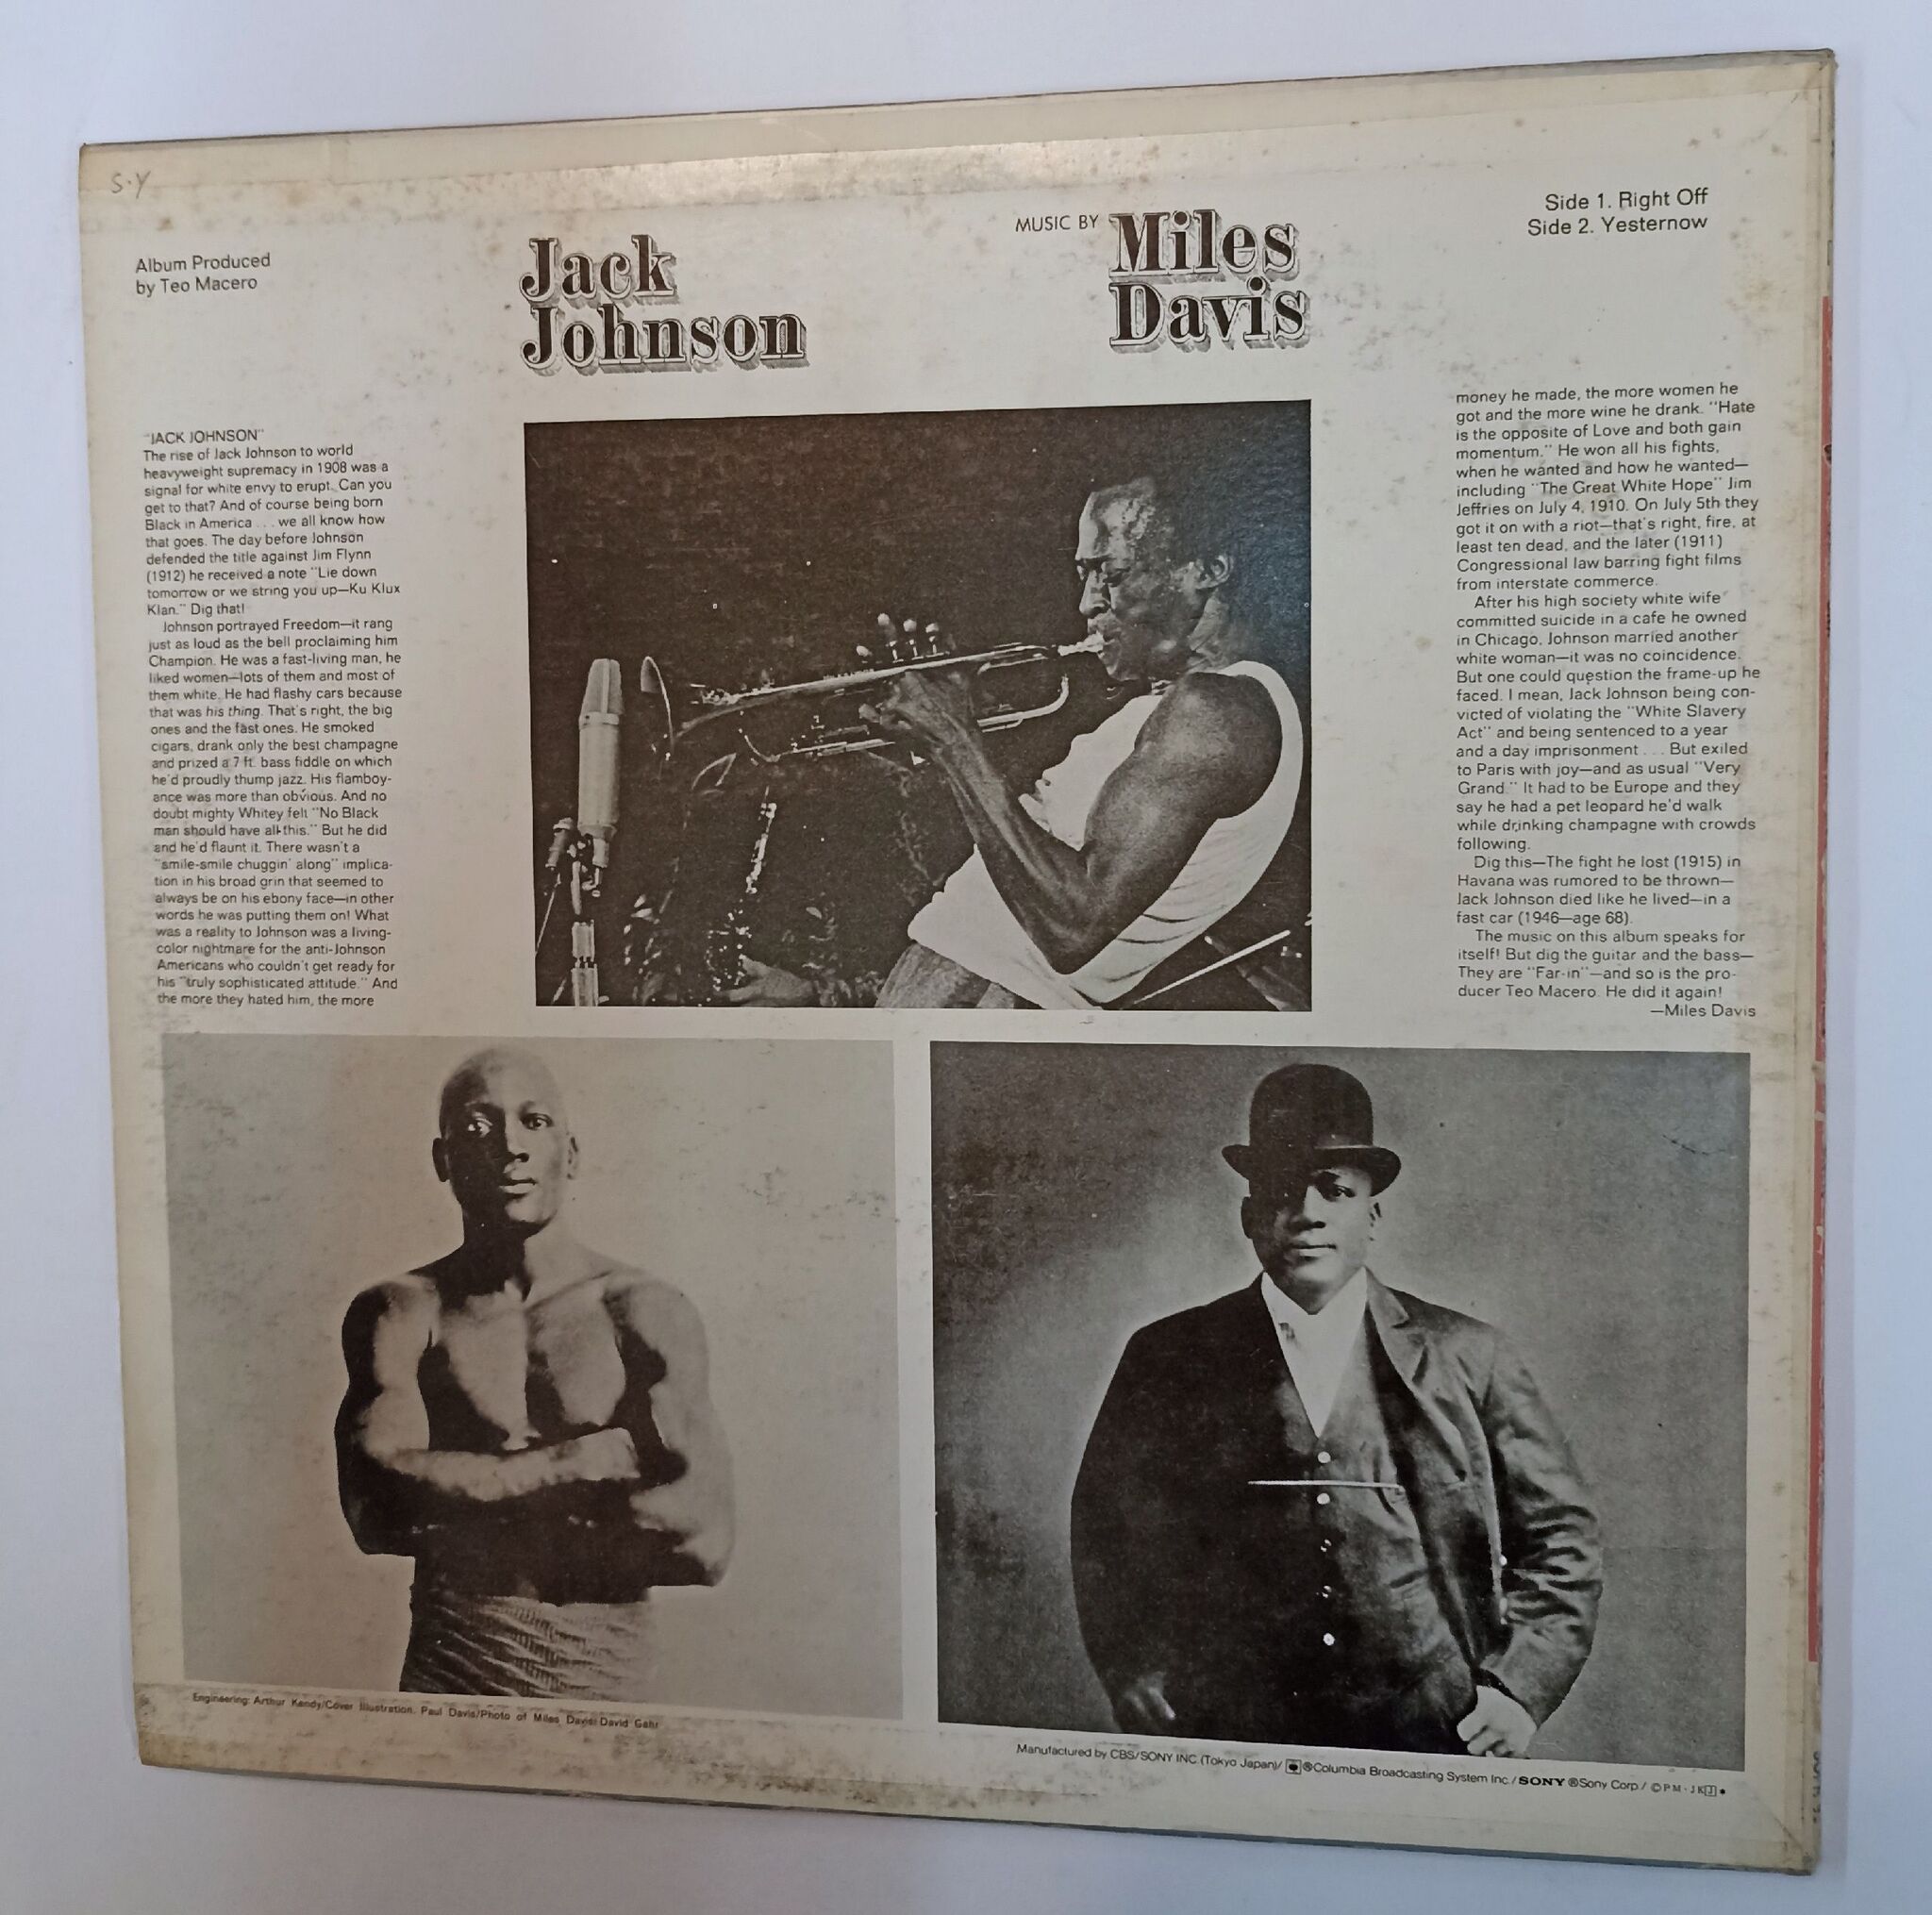 S.Y
Album Produced
by Teo Macero
Jack
Johnson
MUSIC BY
Miles
Davis
Side 1. Right Off
Side 2. Yesternow
"JACK JOHNSON"
The rise of Jack Johnson to world
heavyweight supremacy in 1908 was a
signal for white envy to erupt. Can you
get to that? And of course being born
Black in America . . . we all know how
that goes. The day before Johnson
defended the title against Jim Flynn
(1912) he received a note "Lie down
tomorrow or we string you up—Ku Klux
Klan." Dig that!
Johnson portrayed Freedom—it rang
just as loud as the bell proclaiming him
Champion. He was a fast-living man, he
liked women—lots of them and most of
them white. He had flashy cars because
that was his thing. That's right, the big
ones and the fast ones. He smoked
cigars, drank only the best champagne
and prized a 7 ft. bass fiddle on which
he'd proudly thump jazz. His flamboy-
ance was more than obvious. And no
doubt mighty Whitey felt "No Black
man should have all this." But he did
and he'd flaunt it. There wasn't a
"smile-smile chuggin' along" implica-
tion in his broad grin that seemed to
always be on his ebony face—in other
words he was putting them on! What
was a reality to Johnson was a living-
color nightmare for the anti-Johnson
Americans who couldn't get ready for
his "truly sophisticated attitude." And
the more they hated him, the more
money he made, the more women he
got and the more wine he drank. "Hate
is the opposite of Love and both gain
momentum." He won all his fights,
when he wanted and how he wanted—
including "The Great White Hope" Jim
Jeffries on July 4, 1910. On July 5th they
got it on with a riot—that's right, fire, at
least ten dead, and the later (1911)
Congressional law barring fight films
from interstate commerce.
After his high society white wife
committed suicide in a cafe he owned
in Chicago, Johnson married another
white woman—it was no coincidence.
But one could question the frame-up he
faced. I mean, Jack Johnson being con-
victed of violating the "White Slavery
Act" and being sentenced to a year
and a day imprisonment . . . But exiled
to Paris with joy—and as usual "Very
Grand." It had to be Europe and they
say he had a pet leopard he'd walk
while drinking champagne with crowds
following.
Dig this—The fight he lost (1915) in
Havana was rumored to be thrown—
Jack Johnson died like he lived—in a
fast car (1946—age 68).
The music on this album speaks for
itself! But dig the guitar and the bass—
They are "Far-in"—and so is the pro-
ducer Teo Macero. He did it again!
—Miles Davis
Engineering: Arthur Kendy/Cover Illustration. Paul Davis/Photo of Miles Davis: David Gahr
Manufactured by CBS/SONY INC.(Tokyo Japan)/ ®Columbia Broadcasting System Inc./SONY ®Sony Corp./ ©PM·JK[J]●